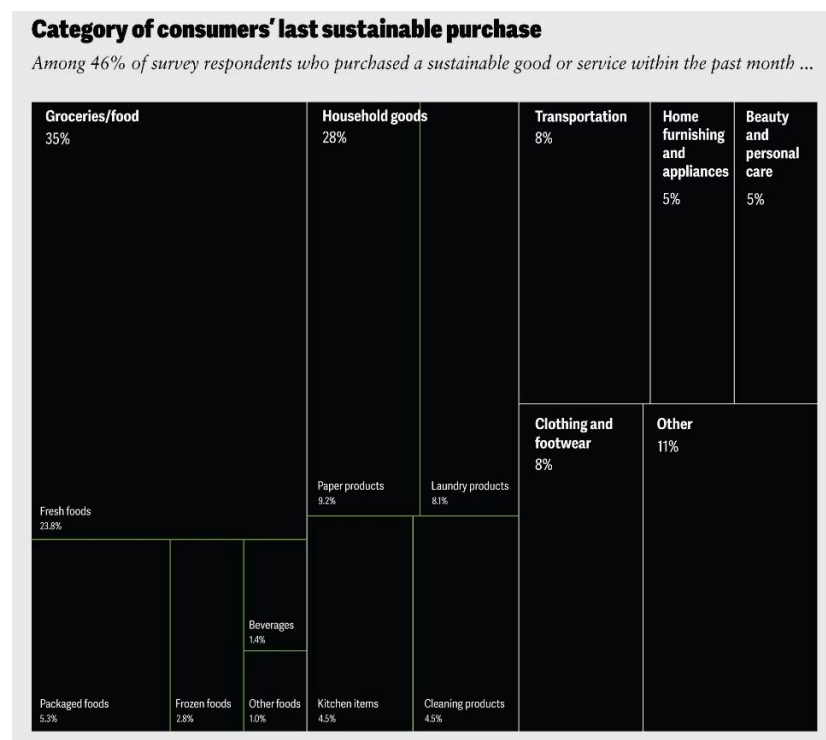 Category of consumers' last sustainable purchase
Among 46% of survey respondents who purchased a sustainable good or service within the past month ...
Groceries/food
35%
Fresh foods
23.8%
Packaged foods
5.3%
Frozen foods
2.8%
Beverages
1.4%
Other foods
1.0%
Household goods
28%
Paper products
9.2%
Laundry products
8.1%
Kitchen items
4.5%
Cleaning products
4.5%
Transportation
8%
Home
furnishing
and
appliances
5%
Beauty
and
personal
care
5%
Clothing and
footwear
8%
Other
11%